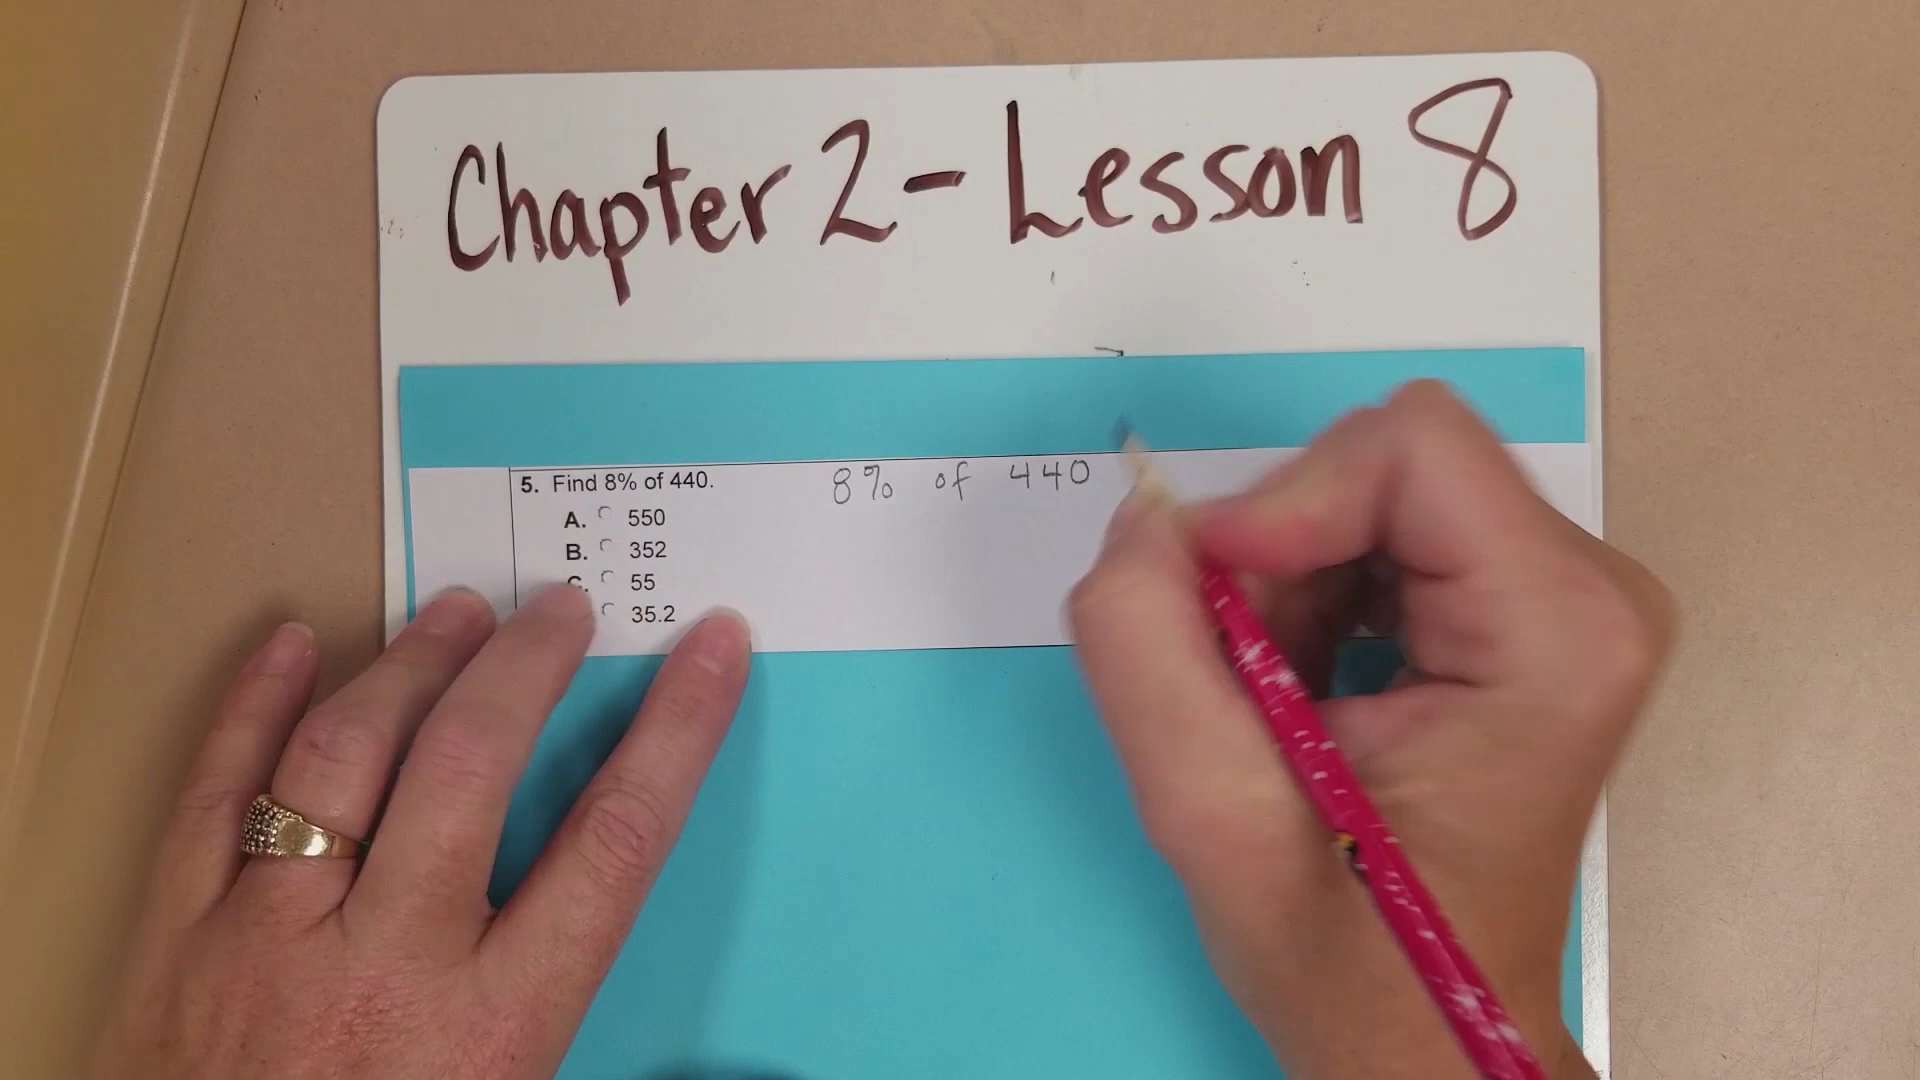 Chapter 2 - Lesson 8
5. Find 8% of 440.
8% of 440
A. 550
B. 352
C. 55
35.2